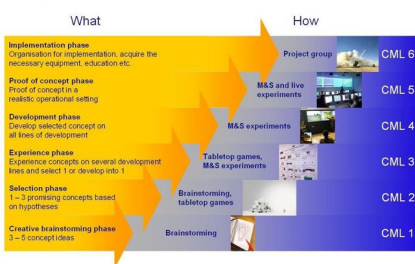 What
How
Implementation phase
Organisation for implementation, acquire the
necessary equipment, education etc.
Project group
CML 6
Proof of concept phase
Proof of concept in a
realistic operational setting
M&S and live
experiments
CML 5
Development phase
Develop selected concept on
all lines of development
M&S experiments
CML 4
Experience phase
Experience concepts on several development
lines and select 1 or develop into 1
Tabletop games,
M&S experiments
CML 3
Selection phase
1 – 3 promising concepts based
on hypotheses
Brainstorming,
tabletop games
CML 2
Creative brainstorming phase
3 – 5 concept ideas
Brainstorming
CML 1